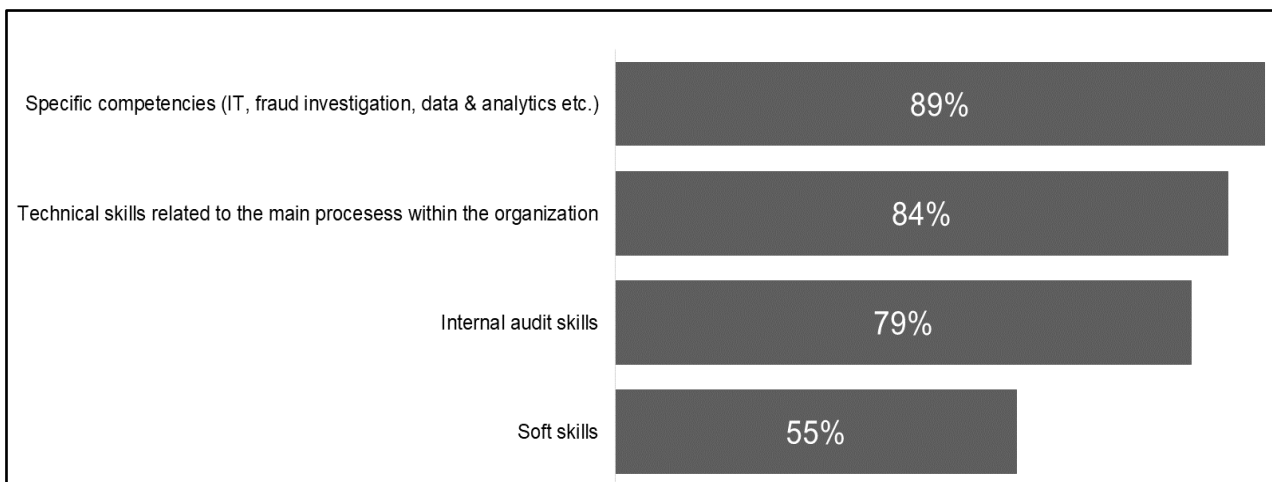 Specific competencies (IT, fraud investigation, data & analytics etc.)
89%
Technical skills related to the main procesess within the organization
84%
Internal audit skills
79%
Soft skills
55%